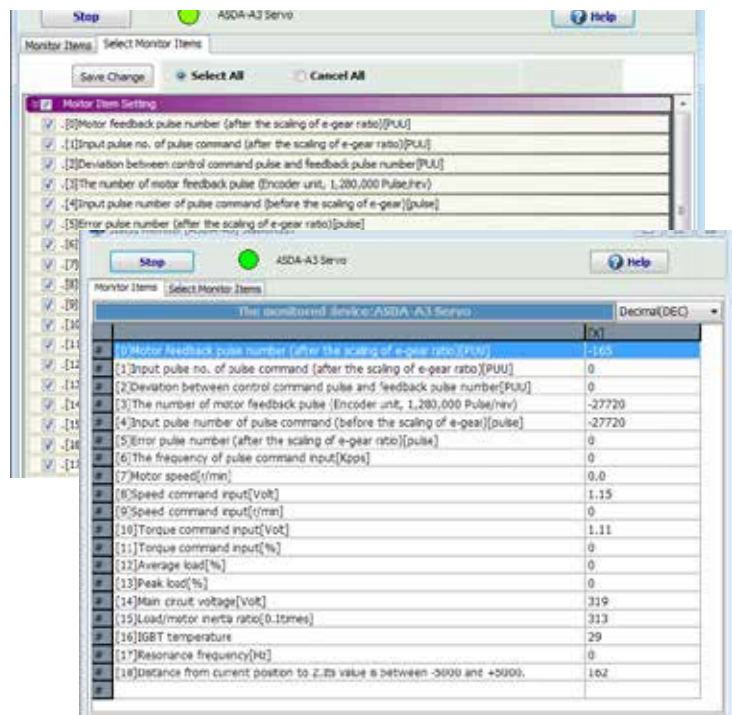 Stop
ASDA-A3 Servo
Help
Monitor Items
Select Monitor Items
Save Change
Select All
Cancel All
Moitor Item Setting
.[0]Motor feedback pulse number (after the scaling of e-gear ratio)[PUU]
.[1]Input pulse no. of pulse command (after the scaling of e-gear ratio)[PUU]
.[2]Deviation between control command pulse and feedback pulse number[PUU]
.[3]The number of motor feedback pulse (Encoder unit, 1,280,000 Pulse/rev)
.[4]Input pulse number of pulse command (before the scaling of e-gear)[pulse]
.[5]Error pulse number (after the scaling of e-gear ratio)[pulse]
.[6]
.[7]
.[8]
.[9]
.[10
.[11
.[12
.[13
.[14
.[15
.[16
.[17
Stop
ASDA-A3 Servo
Help
Monitor Items
Select Monitor Items
The monitored device:ASDA-A3 Servo
Decimal(DEC)
[0]Motor feedback pulse number (after the scaling of e-gear ratio)[PUU] -165
[1]Input pulse no. of pulse command (after the scaling of e-gear ratio)[PUU] 0
[2]Deviation between control command pulse and feedback pulse number[PUU] 0
[3]The number of motor feedback pulse (Encoder unit, 1,280,000 Pulse/rev) -27720
[4]Input pulse number of pulse command (before the scaling of e-gear)[pulse] -27720
[5]Error pulse number (after the scaling of e-gear ratio)[pulse] 0
[6]The frequency of pulse command input[Kpps] 0
[7]Motor speed[r/min] 0.0
[8]Speed command input[Volt] 1.15
[9]Speed command input[r/min] 0
[10]Torque command input[Volt] 1.11
[11]Torque command input[%] 0
[12]Average load[%] 0
[13]Peak load[%] 0
[14]Main circuit voltage[Volt] 319
[15]Load/motor inertia ratio[0.1times] 313
[16]IGBT temperature 29
[17]Resonance frequency[Hz] 0
[18]Distance from current position to Z.Its value is between -5000 and +5000. 162